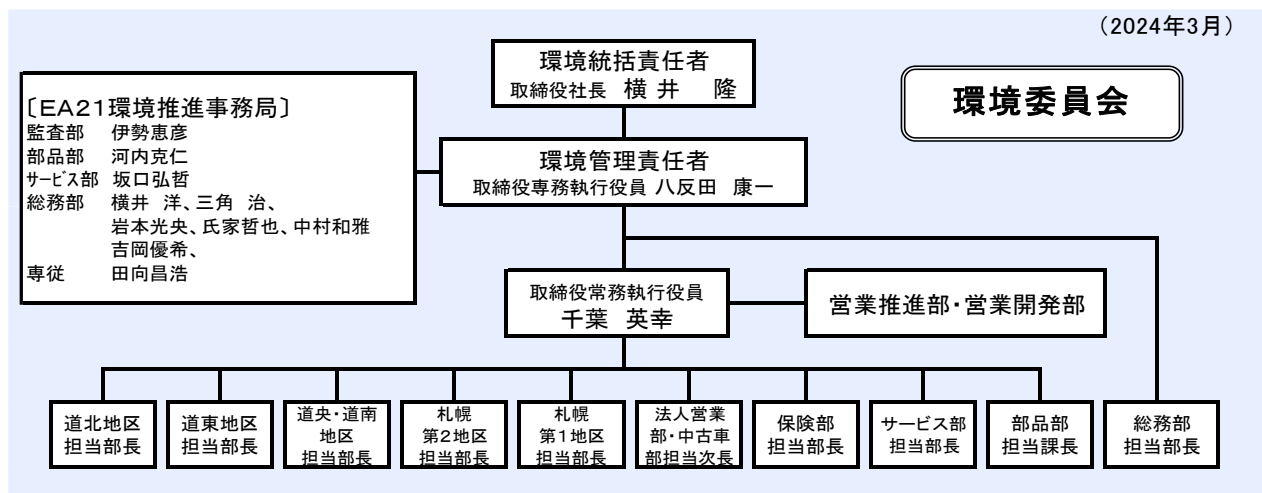 （2024年3月）
環境委員会
環境統括責任者
取締役社長 横井　隆
〔EA21環境推進事務局〕
監査部　伊勢恵彦
部品部　河内克仁
ｻｰﾋﾞｽ部 坂口弘哲
総務部　横井 洋、三角 治、
岩本光央、氏家哲也、中村和雅
吉岡優希、
専従　田向昌浩
環境管理責任者
取締役専務執行役員 八反田 康一
取締役常務執行役員
千葉 英幸
営業推進部・営業開発部
道北地区
担当部長
道東地区
担当部長
道央・道南
地区
担当部長
札幌
第2地区
担当部長
札幌
第1地区
担当部長
法人営業
部・中古車
部担当次長
保険部
担当部長
サービス部
担当部長
部品部
担当課長
総務部
担当部長